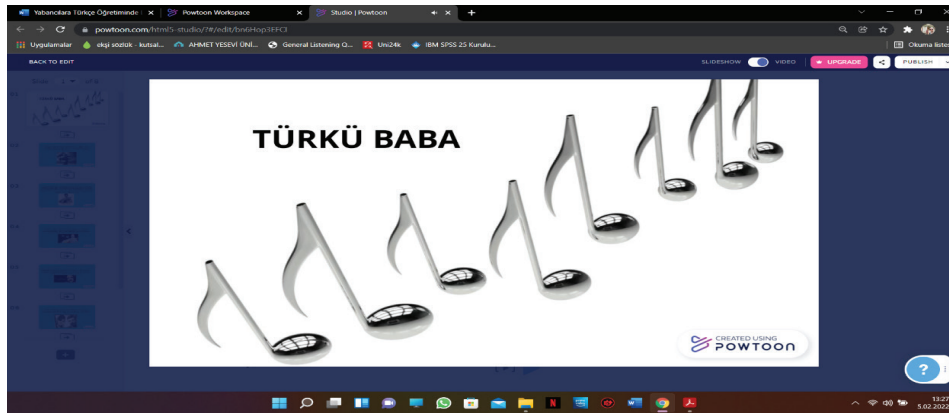 Yabancılara Türkçe Öğretiminde
Powtoon Workspace
Studio | Powtoon
powtoon.com/html5-studio/?#/edit/bn6Hop3EFCI
Uygulamalar
ekşi sözlük - kutsal...
AHMET YESEVİ ÜNİ...
General Listening Q...
Uni24k
IBM SPSS 25 Kurulu...
Okuma listesi
BACK TO EDIT
SLIDESHOW
VIDEO
UPGRADE
PUBLISH
TÜRKÜ BABA
CREATED USING
POWTOON
?
13:27
5.02.2022